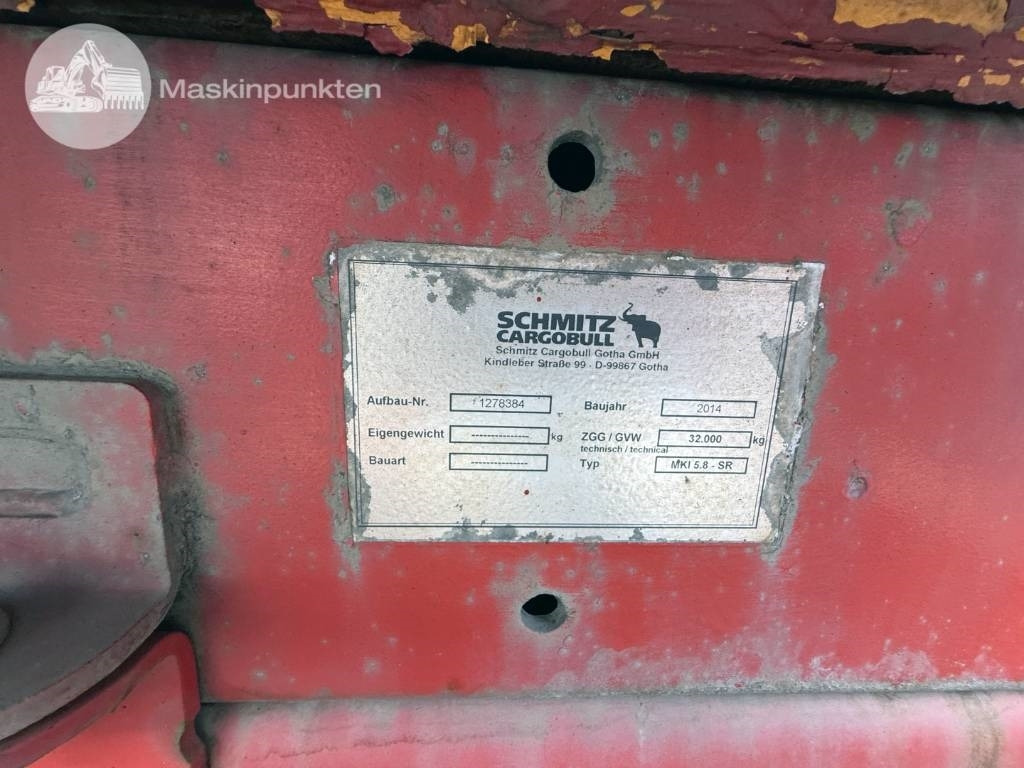 Maskinpunkten
SCHMITZ
CARGOBULL
Schmitz Cargobull Gotha GmbH
Kindleber Straße 99 - D-99867 Gotha
Aufbau-Nr. 11278384 Baujahr 2014
Eigengewicht --------------- kg ZGG / GVW 32.000 kg
technisch / technical
Bauart --------------- Typ MKI 5.8 - SR